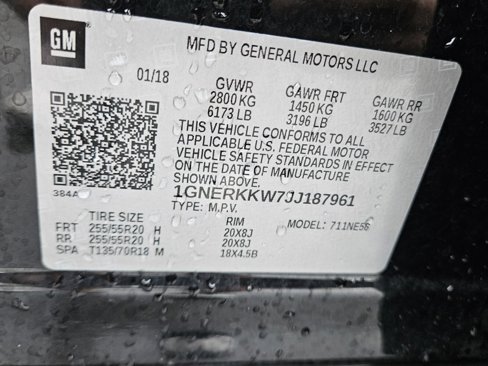 GM
MFD BY GENERAL MOTORS LLC
01/18
GVWR GAWR FRT GAWR RR
2800 KG 1450 KG 1600 KG
6173 LB 3196 LB 3527 LB
THIS VEHICLE CONFORMS TO ALL
APPLICABLE U.S. FEDERAL MOTOR
VEHICLE SAFETY STANDARDS IN EFFECT
ON THE DATE OF MANUFACTURE
SHOWN ABOVE.
384A
1GNERKKW7JJ187961
TYPE: M.P.V. MODEL: 711NE56
TIRE SIZE RIM
FRT 255/55R20 H 20X8J
RR 255/55R20 H 20X8J
SPA T135/70R18 M 18X4.5B